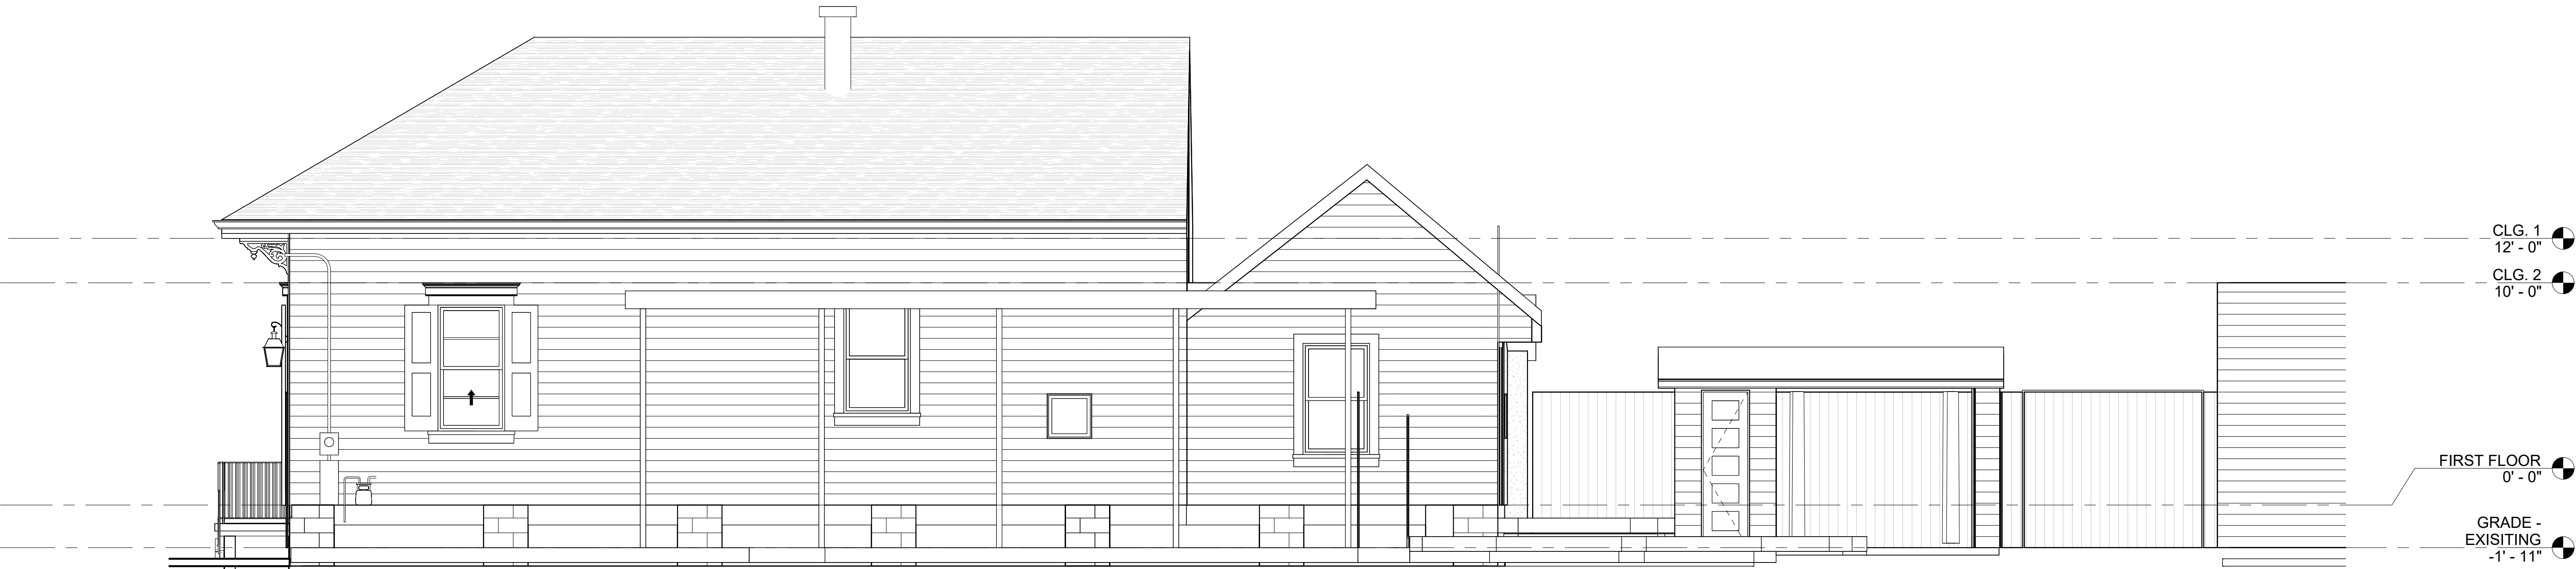 CLG. 1
12' - 0"
CLG. 2
10' - 0"
FIRST FLOOR
0' - 0"
GRADE -
EXISITING
-1' - 11"